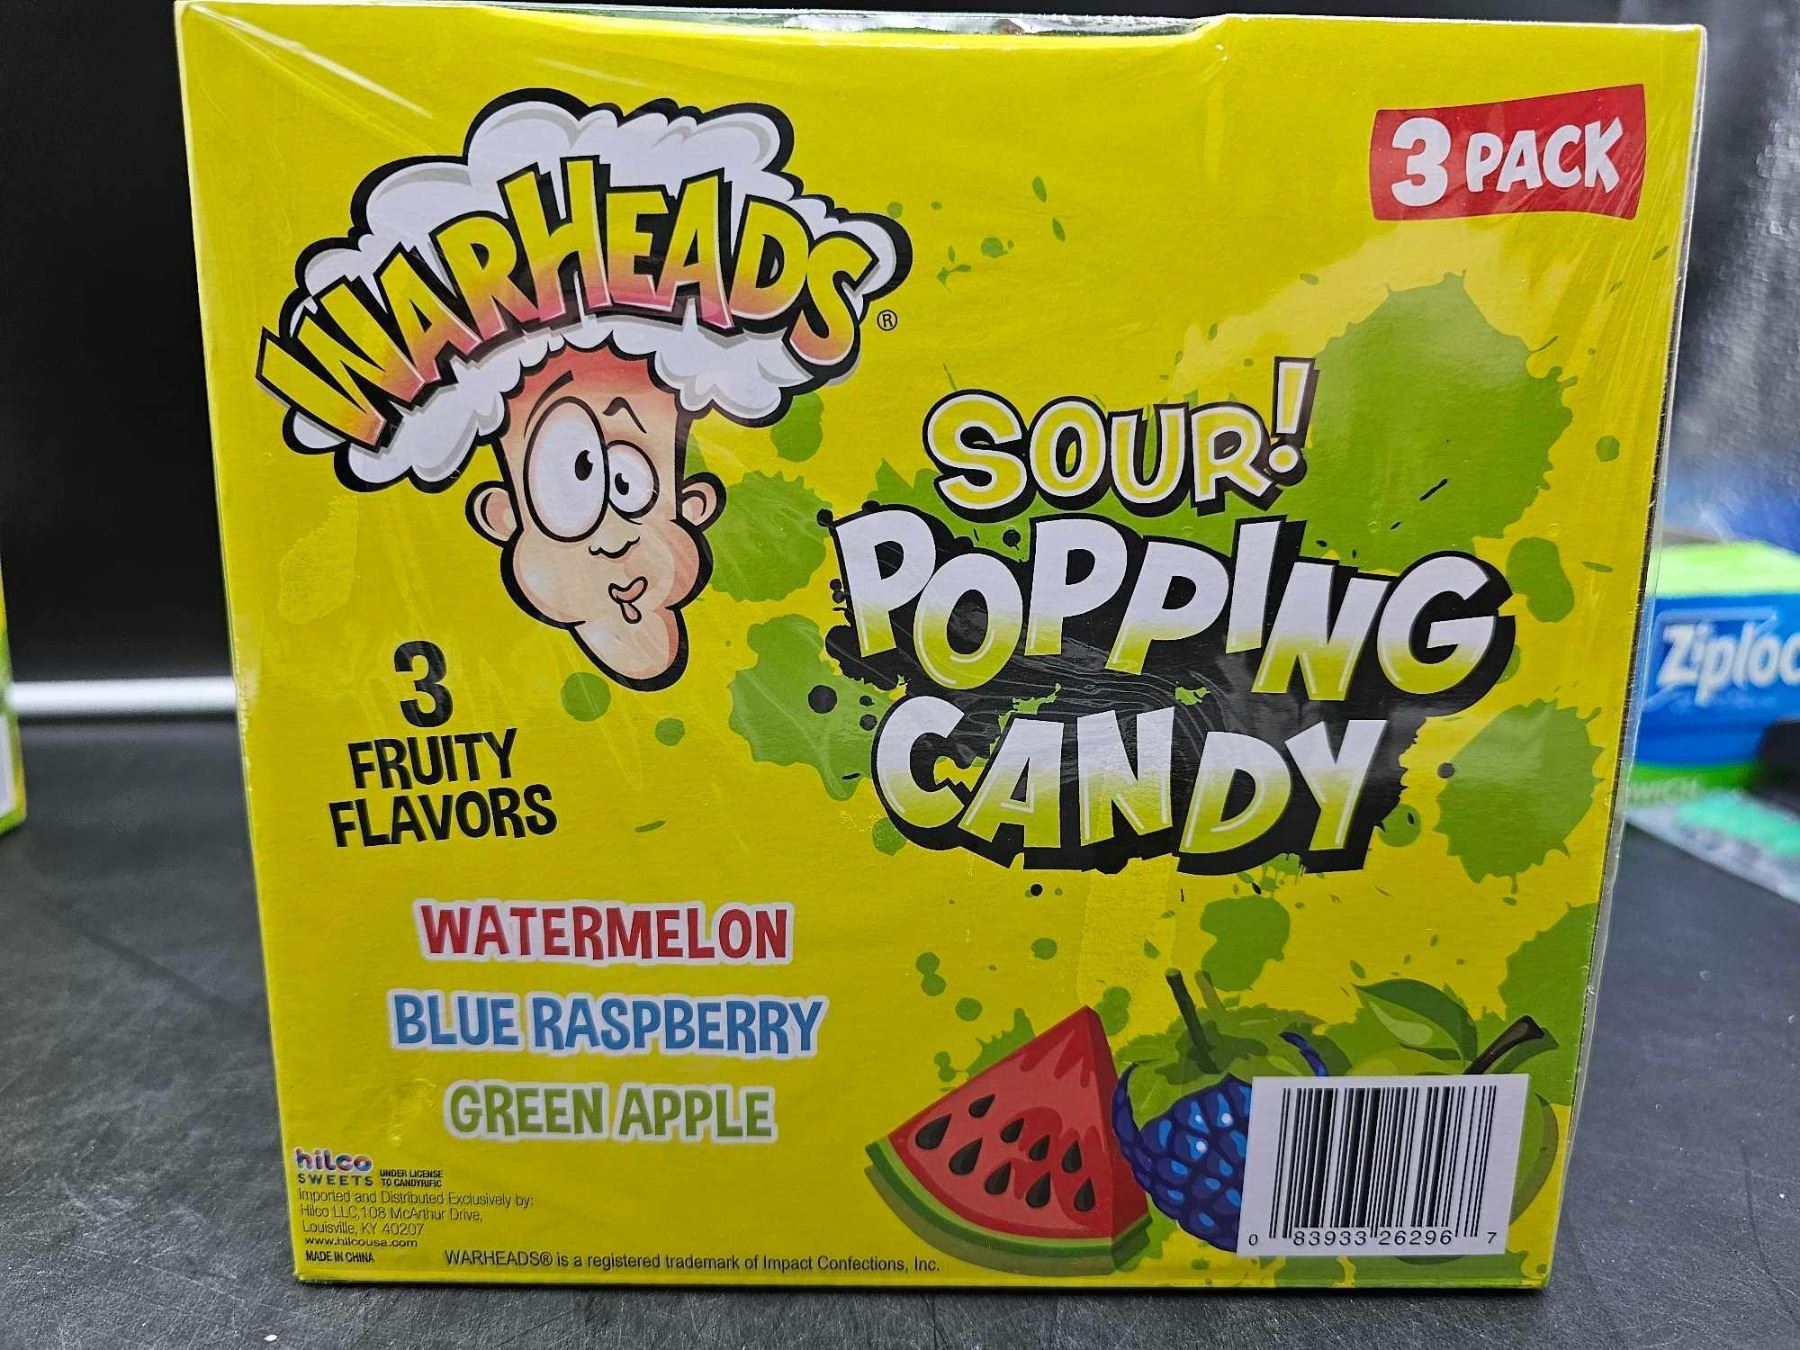 WARHEADS®
3 PACK
SOUR!
POPPING
CANDY
3
FRUITY
FLAVORS
WATERMELON
BLUE RASPBERRY
GREEN APPLE
hilco
SWEETS
UNDER LICENSE
TO CANDYRIFIC
Imported and Distributed Exclusively by:
Hilco LLC,108 McArthur Drive,
Louisville, KY 40207
www.hilcousa.com
MADE IN CHINA
WARHEADS® is a registered trademark of Impact Confections, Inc.
0 83933 26296 7
Ziploc